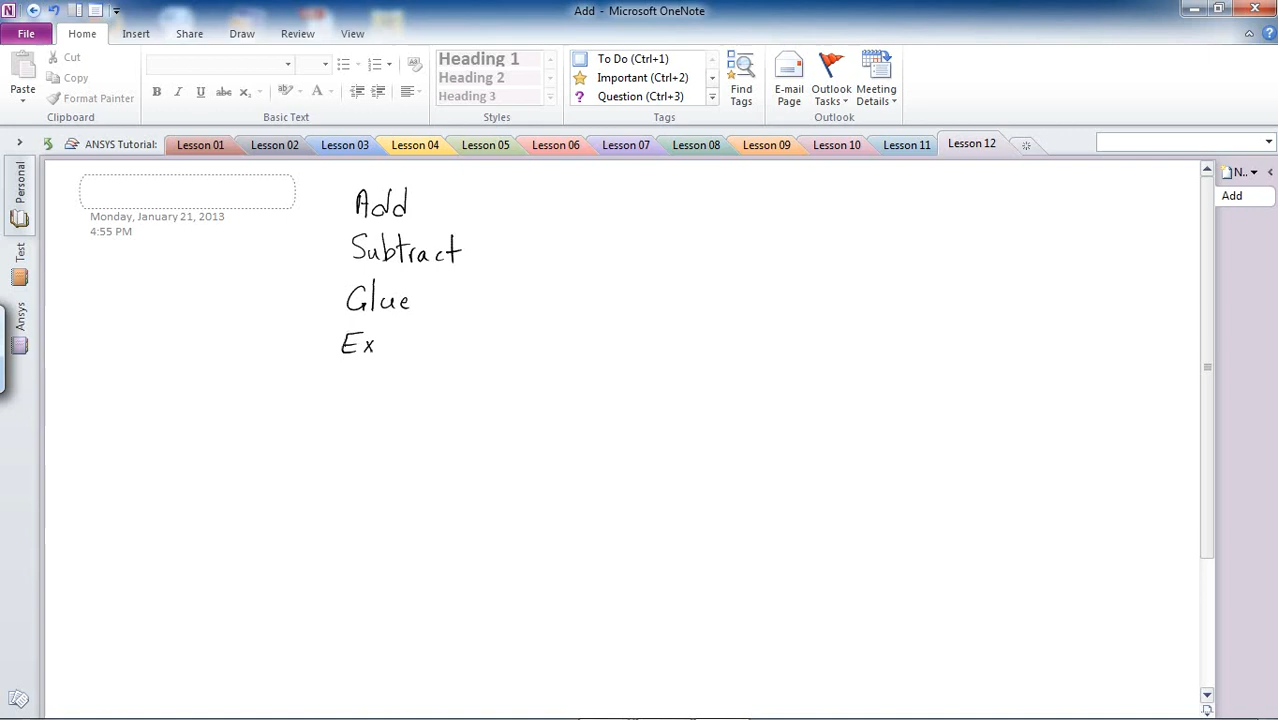 Add - Microsoft OneNote
File Home Insert Share Draw Review View
Paste
Cut
Copy
Format Painter
Clipboard
B I U abc x₂ ab A
Basic Text
Heading 1
Heading 2
Heading 3
Styles
To Do (Ctrl+1)
Important (Ctrl+2)
Question (Ctrl+3)
Tags
Find
Tags
E-mail
Page
Outlook
Tasks
Meeting
Details
Outlook
ANSYS Tutorial: Lesson 01 Lesson 02 Lesson 03 Lesson 04 Lesson 05 Lesson 06 Lesson 07 Lesson 08 Lesson 09 Lesson 10 Lesson 11 Lesson 12
Personal
Test
Ansys
N..
Add
Monday, January 21, 2013
4:55 PM
Add
Subtract
Glue
Ex